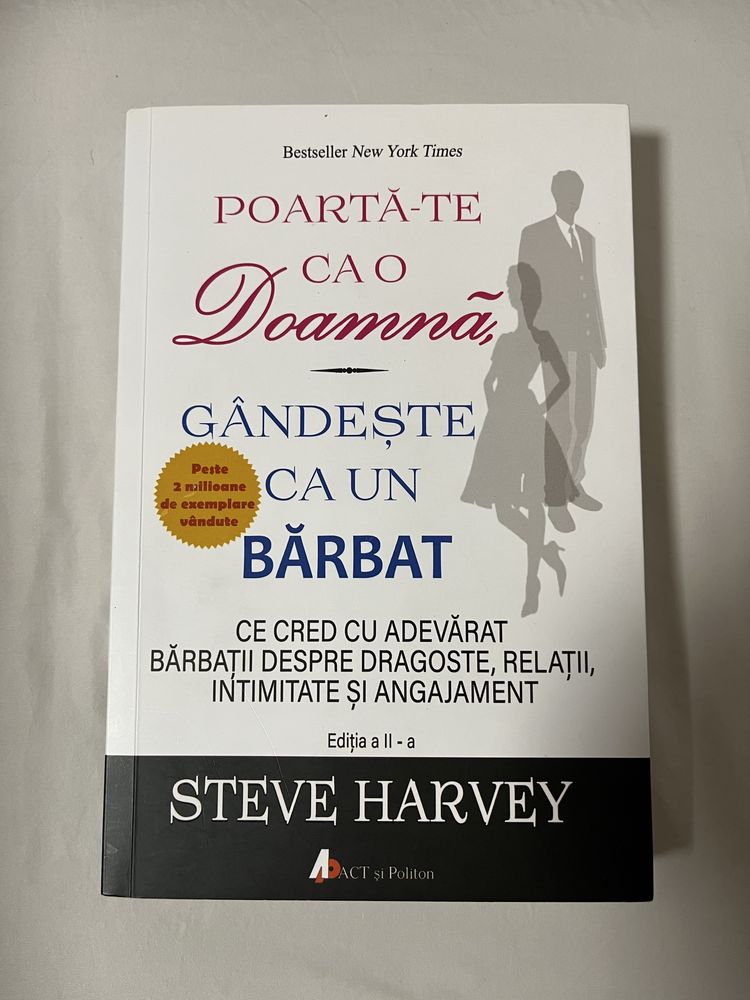 Bestseller New York Times
POARTĂ-TE
CA O
Doamnă,
GÂNDEȘTE
CA UN
BĂRBAT
Peste
2 milioane
de exemplare
vândute
CE CRED CU ADEVĂRAT
BĂRBAȚII DESPRE DRAGOSTE, RELAȚII,
INTIMITATE ȘI ANGAJAMENT
Ediția a II - a
STEVE HARVEY
ACT și Politon